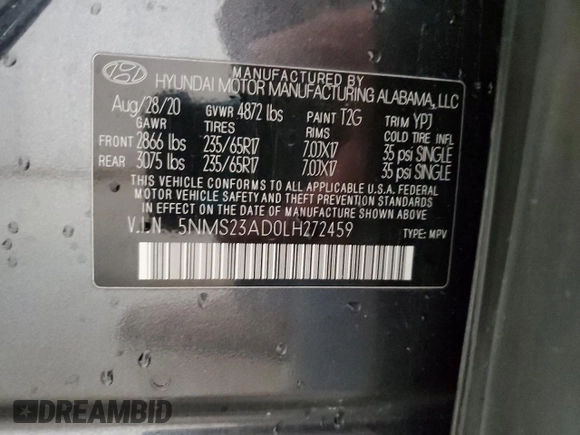 MANUFACTURED BY
HYUNDAI MOTOR MANUFACTURING ALABAMA, LLC
Aug/28/20 GVWR 4872 lbs PAINT T2G TRIM YPJ
GAWR TIRES RIMS COLD TIRE INFL
FRONT 2866 lbs 235/65R17 7.0JX17 35 psi SINGLE
REAR 3075 lbs 235/65R17 7.0JX17 35 psi SINGLE
THIS VEHICLE CONFORMS TO ALL APPLICABLE U.S.A. FEDERAL
MOTOR VEHICLE SAFETY AND THEFT PREVENTION
STANDARDS IN EFFECT ON THE DATE OF
MANUFACTURE SHOWN ABOVE.
V.I.N 5NMS23AD0LH272459
TYPE: MPV
DREAMBID